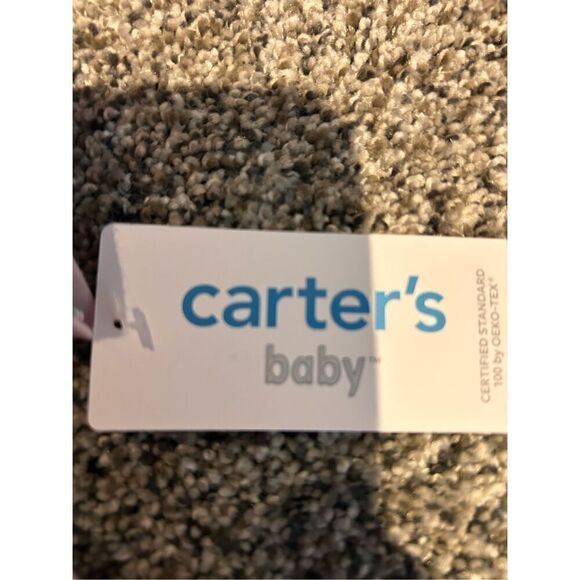 carter's
baby™
CERTIFIED STANDARD
100 by OEKO-TEX®